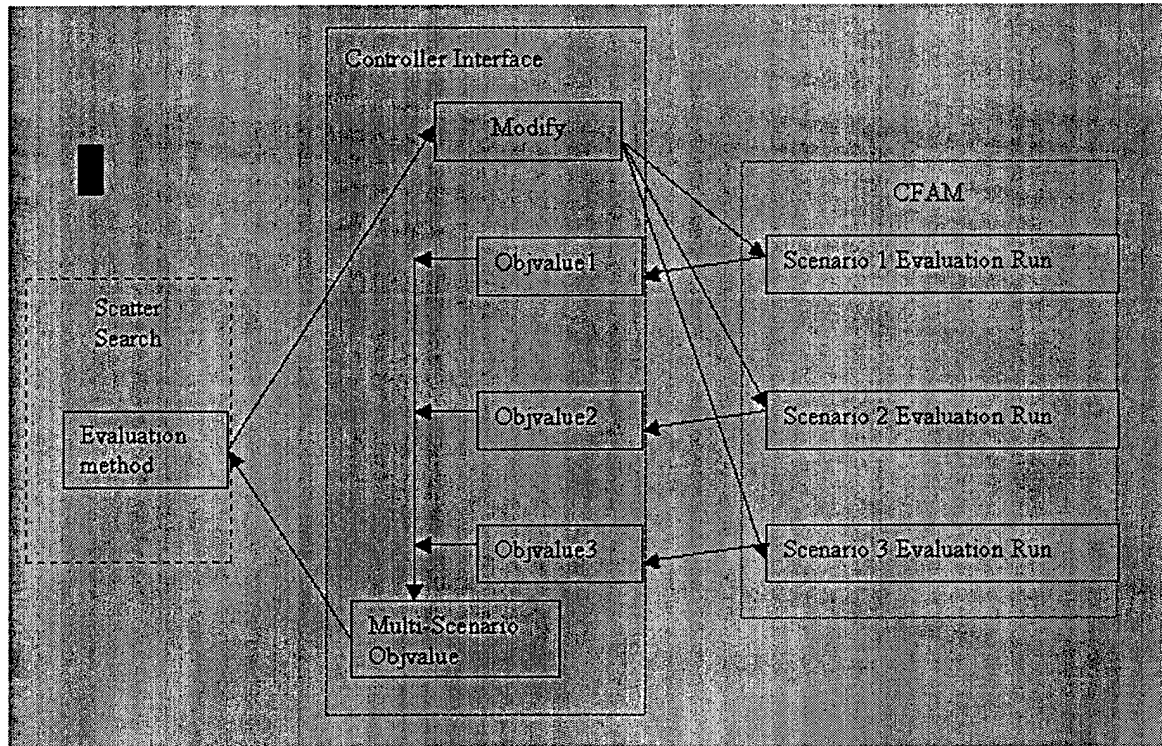 Controller Interface
Modify
CFAM
Objvalue1
Scenario 1 Evaluation Run
Scatter
Search
Objvalue2
Scenario 2 Evaluation Run
Evaluation
method
Objvalue3
Scenario 3 Evaluation Run
Multi-Scenario
Objvalue